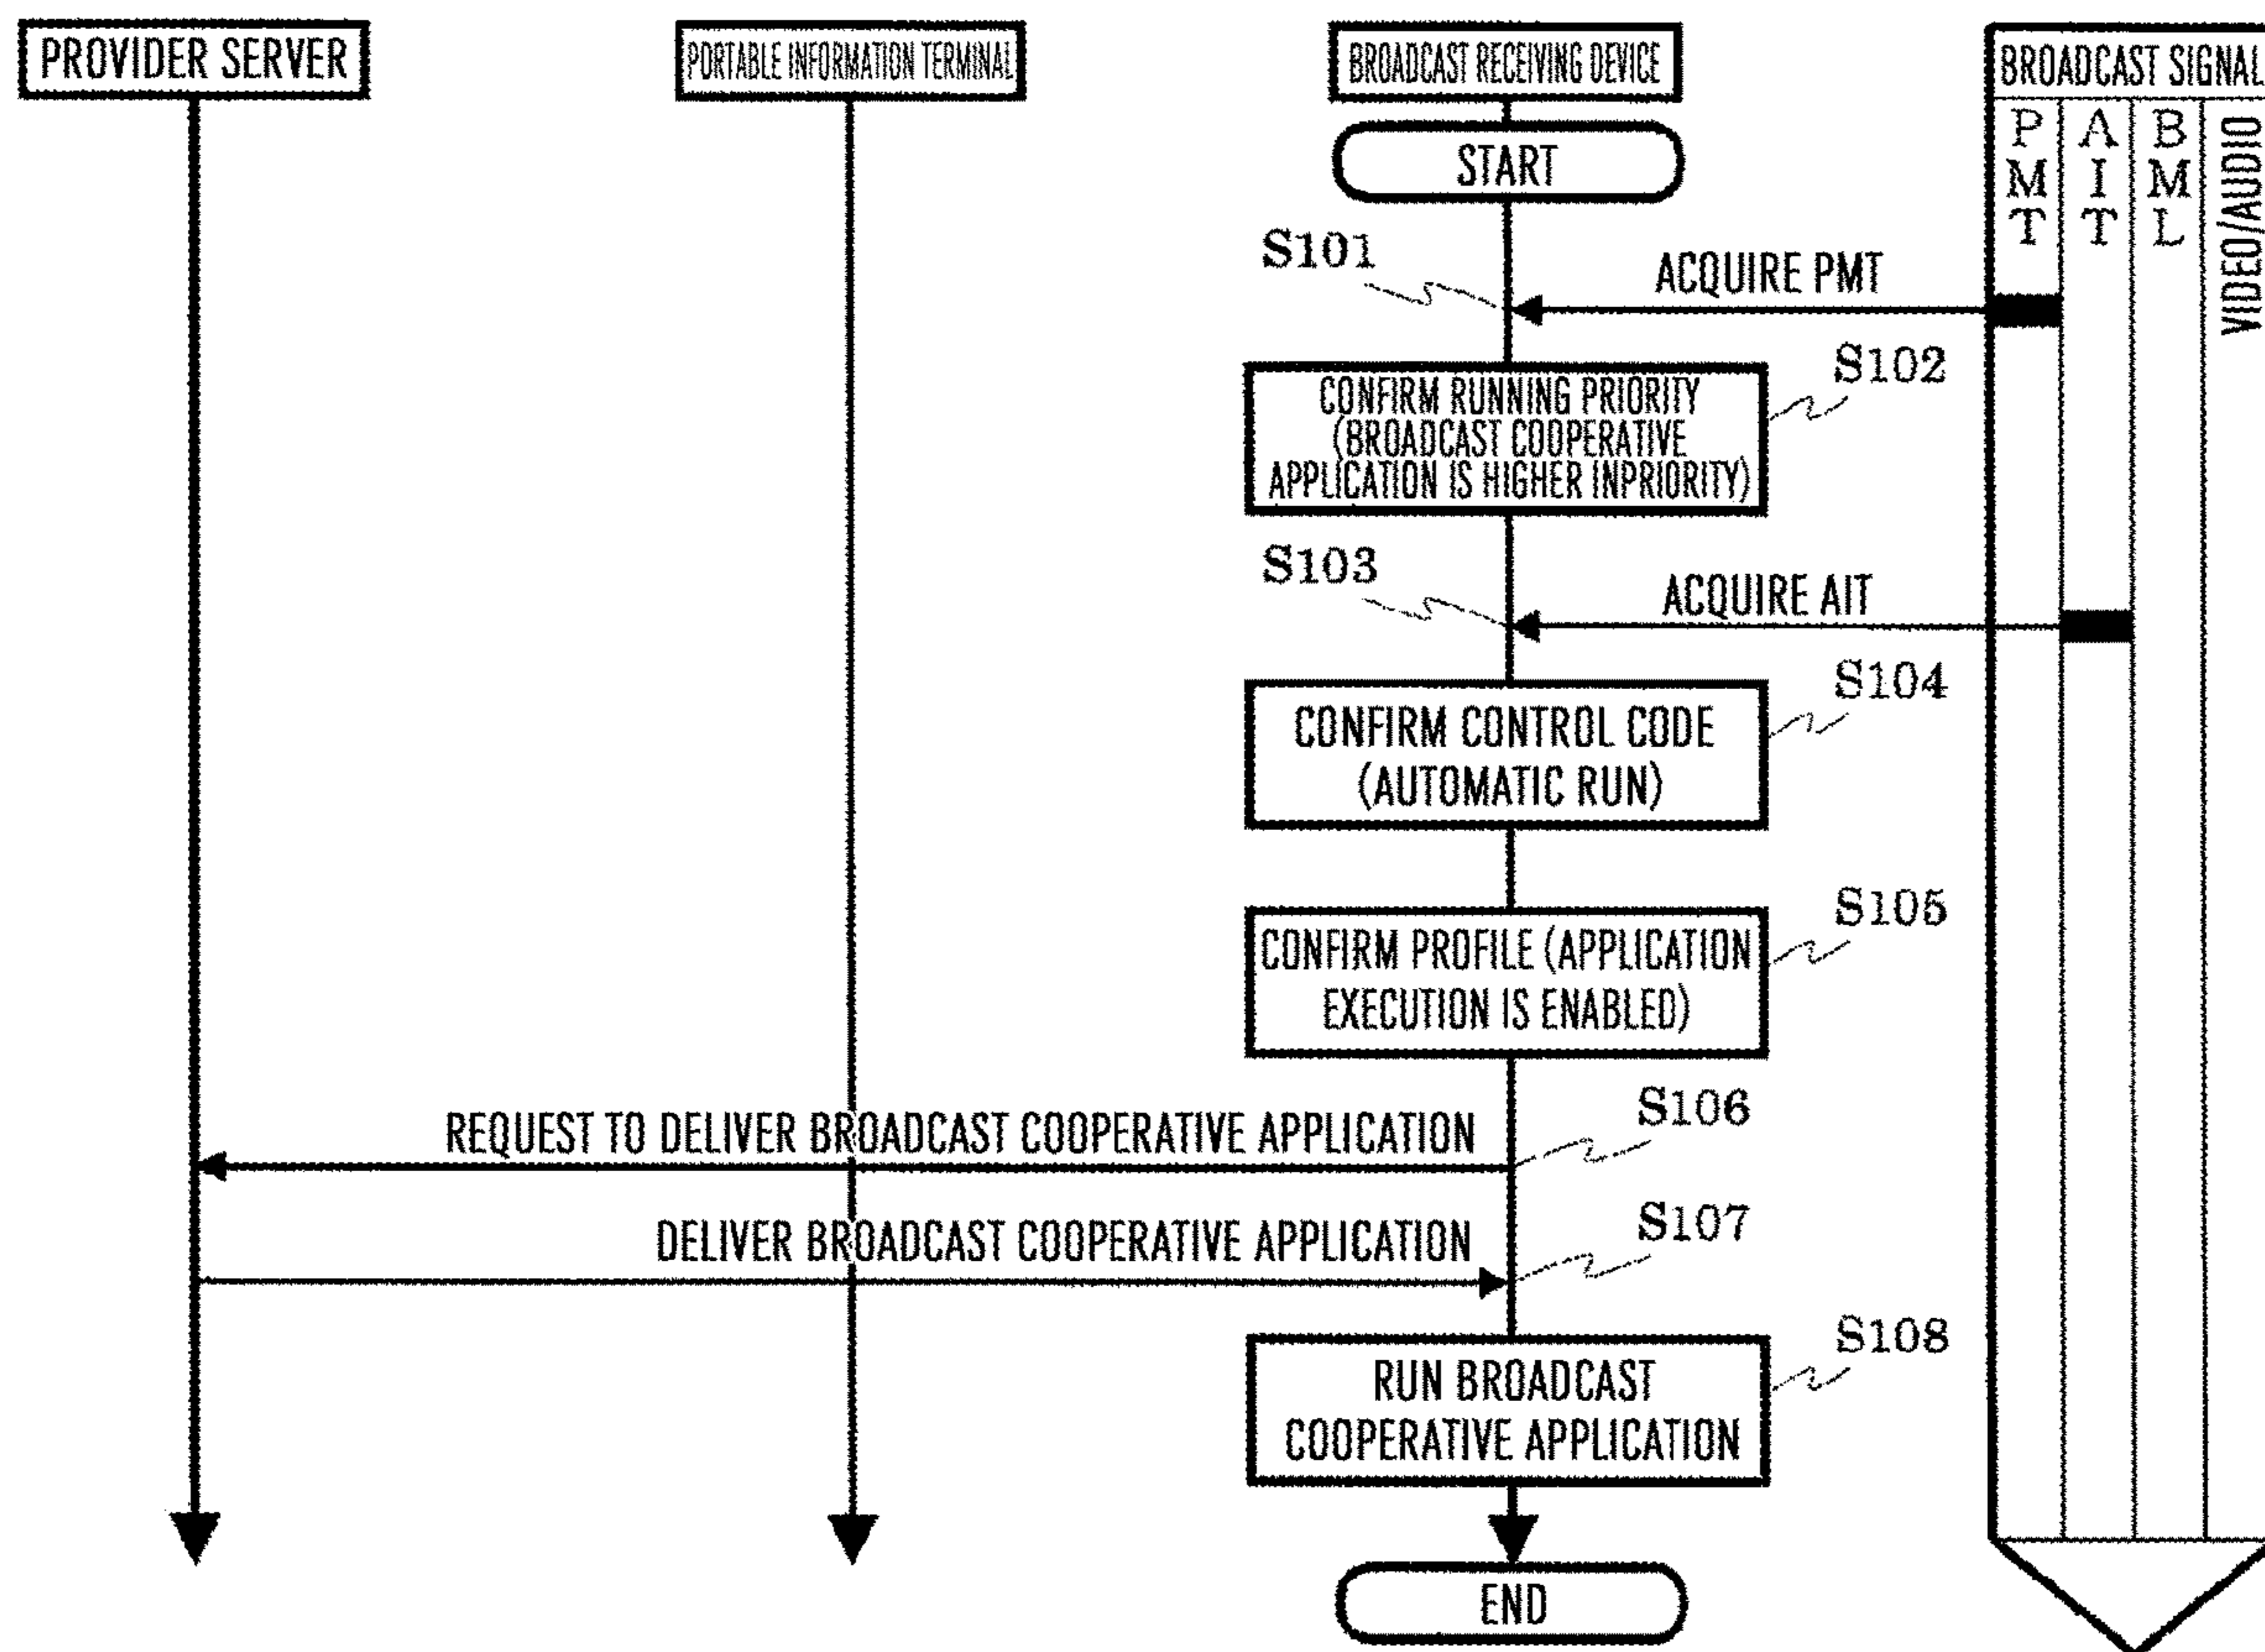 PROVIDER SERVER
PORTABLE INFORMATION TERMINAL
BROADCAST RECEIVING DEVICE
BROADCAST SIGNAL
PMT
AIT
BML
VIDEO/AUDIO
START
S101
ACQUIRE PMT
S102
CONFIRM RUNNING PRIORITY
(BROADCAST COOPERATIVE
APPLICATION IS HIGHER INPRIORITY)
S103
ACQUIRE AIT
S104
CONFIRM CONTROL CODE
(AUTOMATIC RUN)
S105
CONFIRM PROFILE (APPLICATION
EXECUTION IS ENABLED)
S106
REQUEST TO DELIVER BROADCAST COOPERATIVE APPLICATION
S107
DELIVER BROADCAST COOPERATIVE APPLICATION
S108
RUN BROADCAST
COOPERATIVE APPLICATION
END